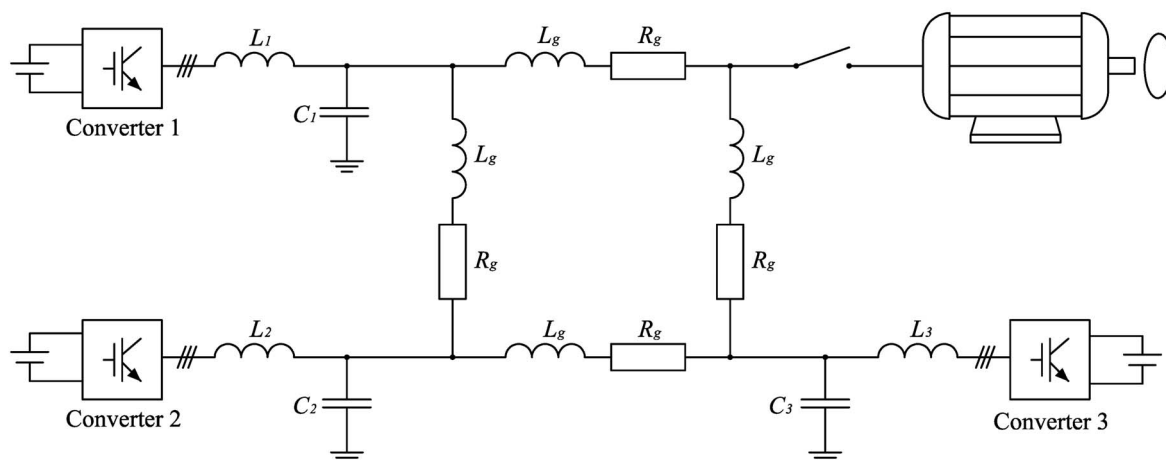 L1
Lg
Rg
C1
Converter 1
Lg
Lg
Rg
Rg
L2
Lg
Rg
L3
C2
C3
Converter 2
Converter 3